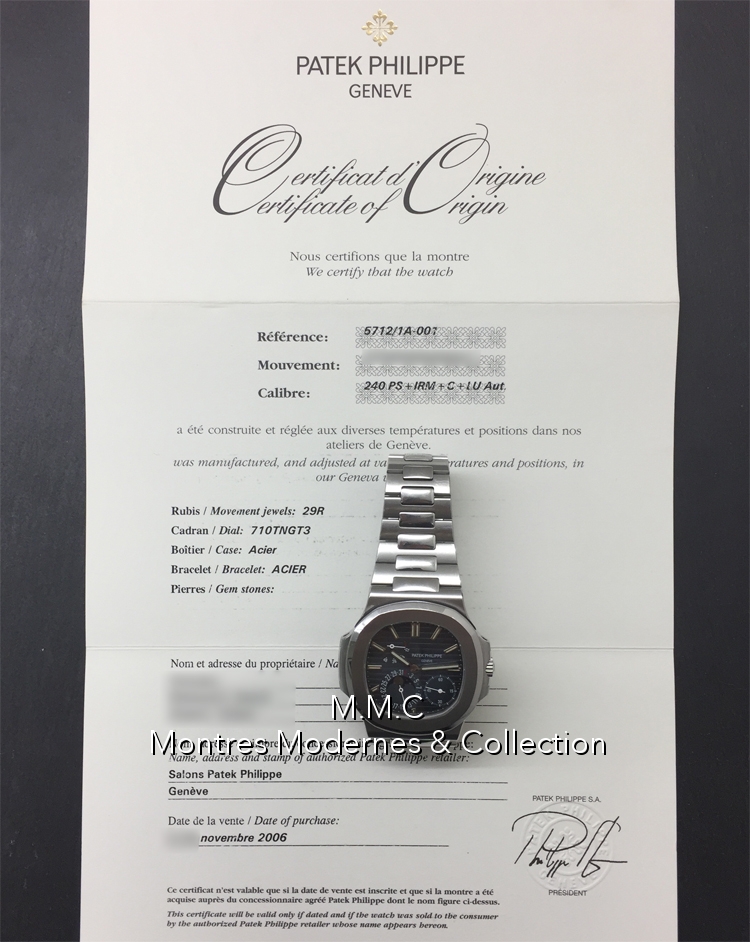 PATEK PHILIPPE
GENEVE
Certificat d'Origine
Certificate of Origin
Nous certifions que la montre
We certify that the watch
Référence: 5712/1A-001
Mouvement:
Calibre: 240 PS+IRM+C+LU Aut.
a été construite et réglée aux diverses températures et positions dans nos
ateliers de Genève.
was manufactured, and adjusted at temperatures and positions, in
our Geneva
Rubis / Movement jewels: 29R
Cadran / Dial: 710TNGT3
Boîtier / Case: Acier
Bracelet / Bracelet: ACIER
Pierres / Gem stones:
PATEK PHILIPPE
Nom et adresse du propriétaire
M.M.C
Montres Modernes & Collection
Name, address and stamp of authorized Patek Philippe retailer:
Salons Patek Philippe
Genève
PATEK PHILIPPE S.A.
Date de la vente / Date of purchase:
novembre 2006
PRÉSIDENT
Ce certificat n'est valable que si la date de vente est inscrite et que si la montre a été
acquise auprès du concessionnaire agréé Patek Philippe dont le nom figure ci-dessus.
This certificate will be valid only if dated and if the watch was sold to the consumer
by the authorized Patek Philippe retailer whose name appears hereon.